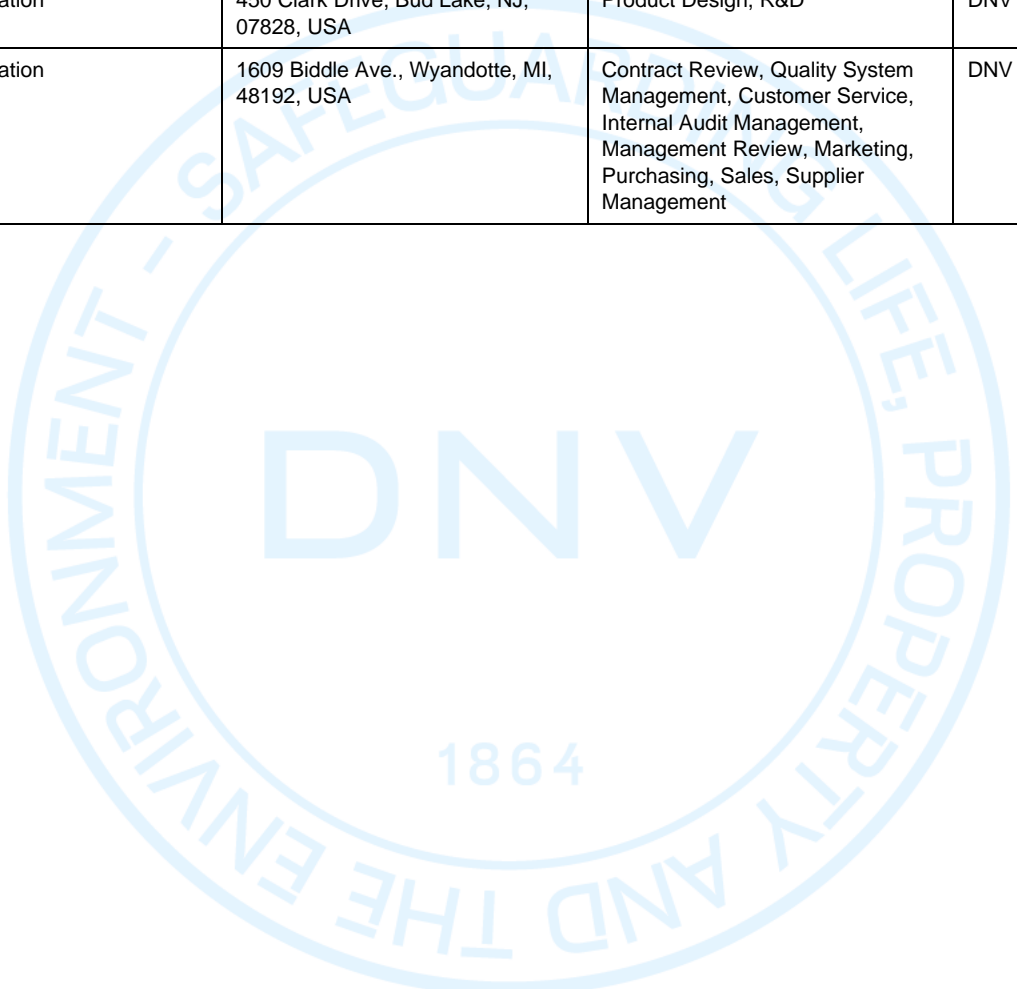 ation
450 Clark Drive, Bud Lake, NJ,
07828, USA
Product Design, R&D
DNV
ation
1609 Biddle Ave., Wyandotte, MI,
48192, USA
Contract Review, Quality System
Management, Customer Service,
Internal Audit Management,
Management Review, Marketing,
Purchasing, Sales, Supplier
Management
DNV
SAFEGUARDING LIFE, PROPERTY AND THE ENVIRONMENT –
DNV
1864